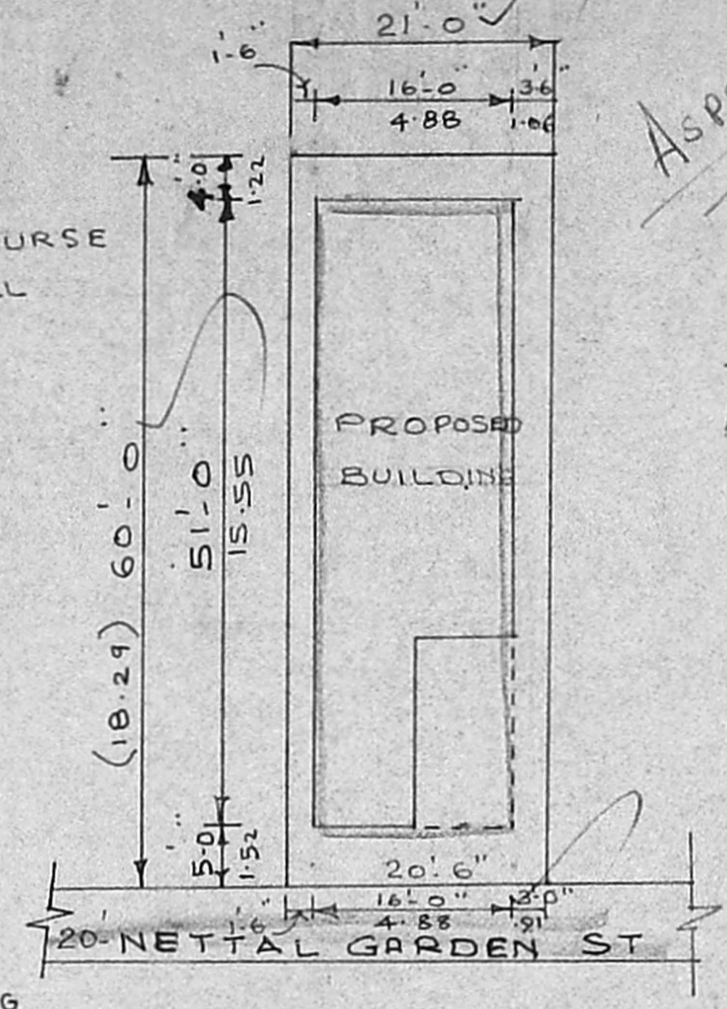 21'-0"
1'-6"
16'-0" 3'-6"
4.88 1.06
4'-0"
1.22
URSE
L
60'-0"
(18.29)
51'-0"
15.55
PROPOSED
BUILDING
5'-0"
1.52
20'-6"
1'-6" 16'-0" 3'-0"
4.88 .91
20'- NETTAL GARDEN ST
G